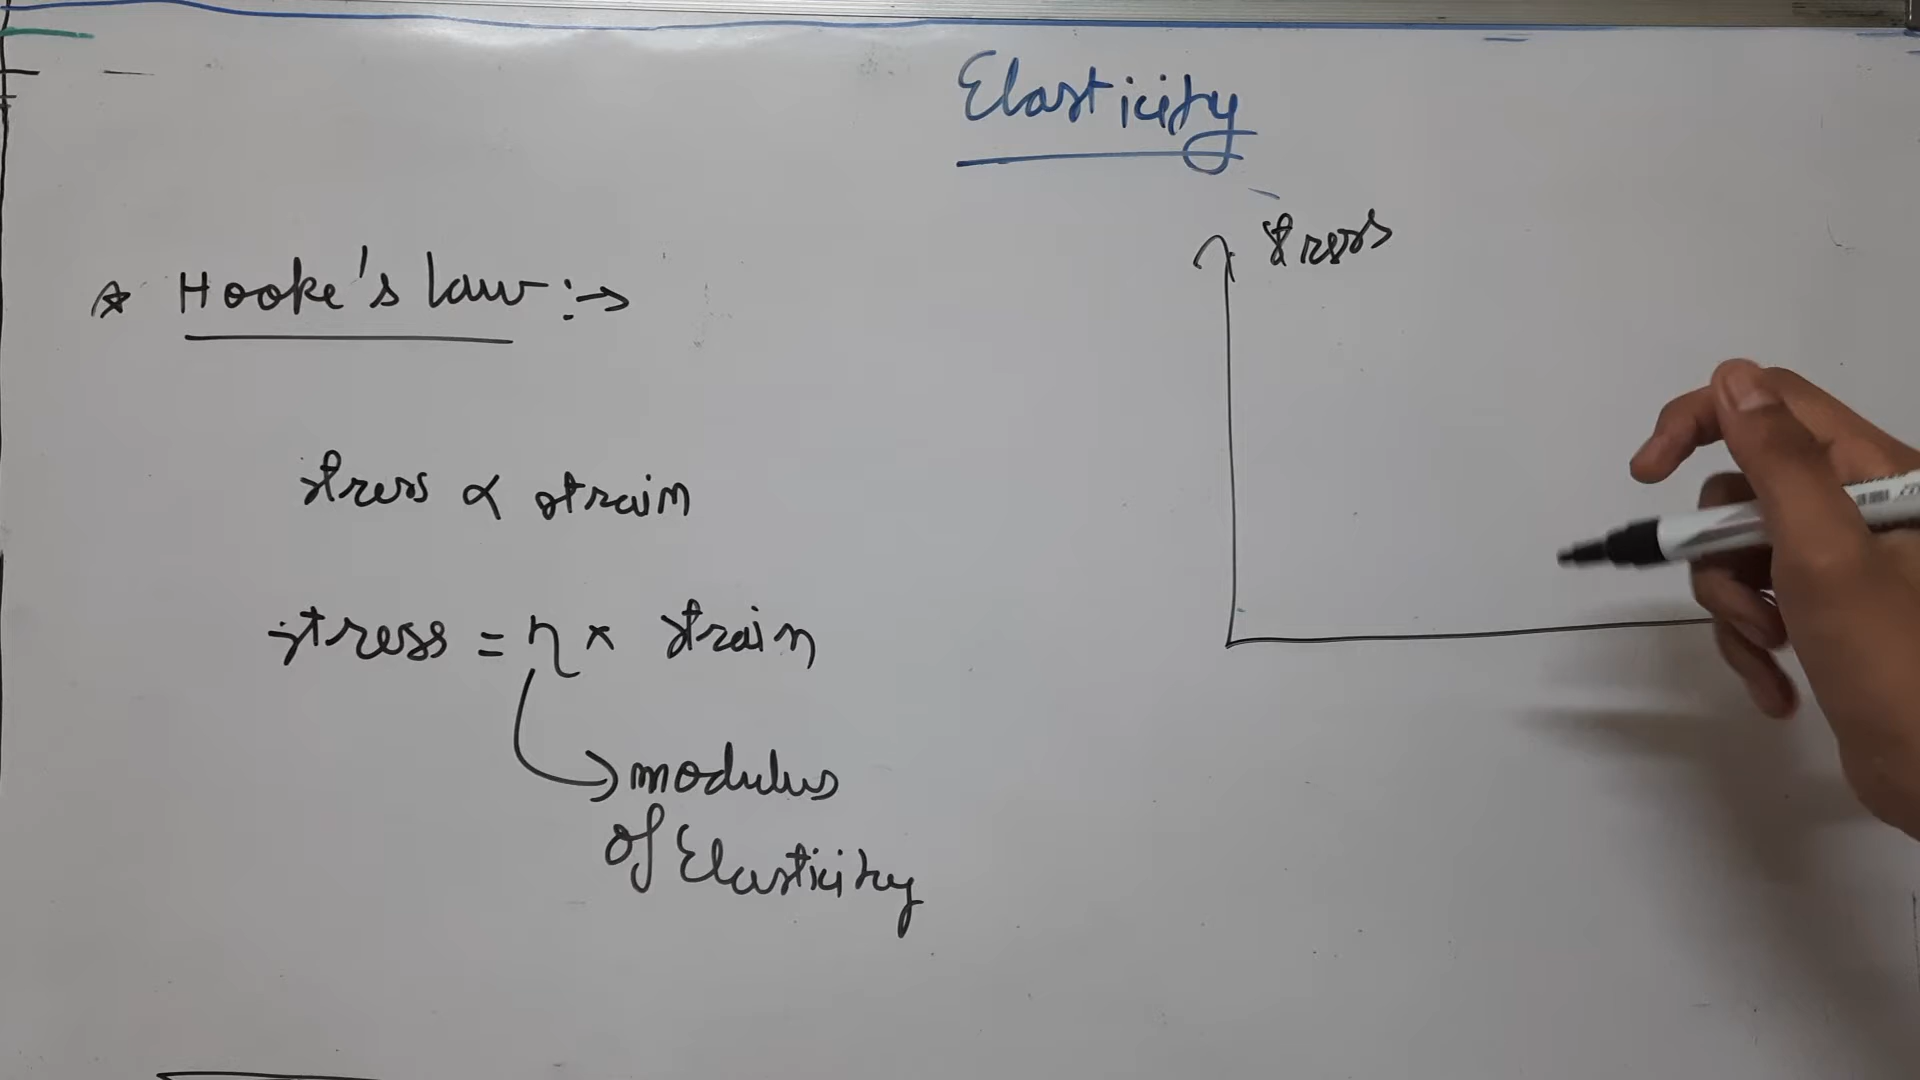 Elasticity
☆ Hooke's law :→
stress ∝ strain
stress = η × strain
modulus
of Elasticity
stress